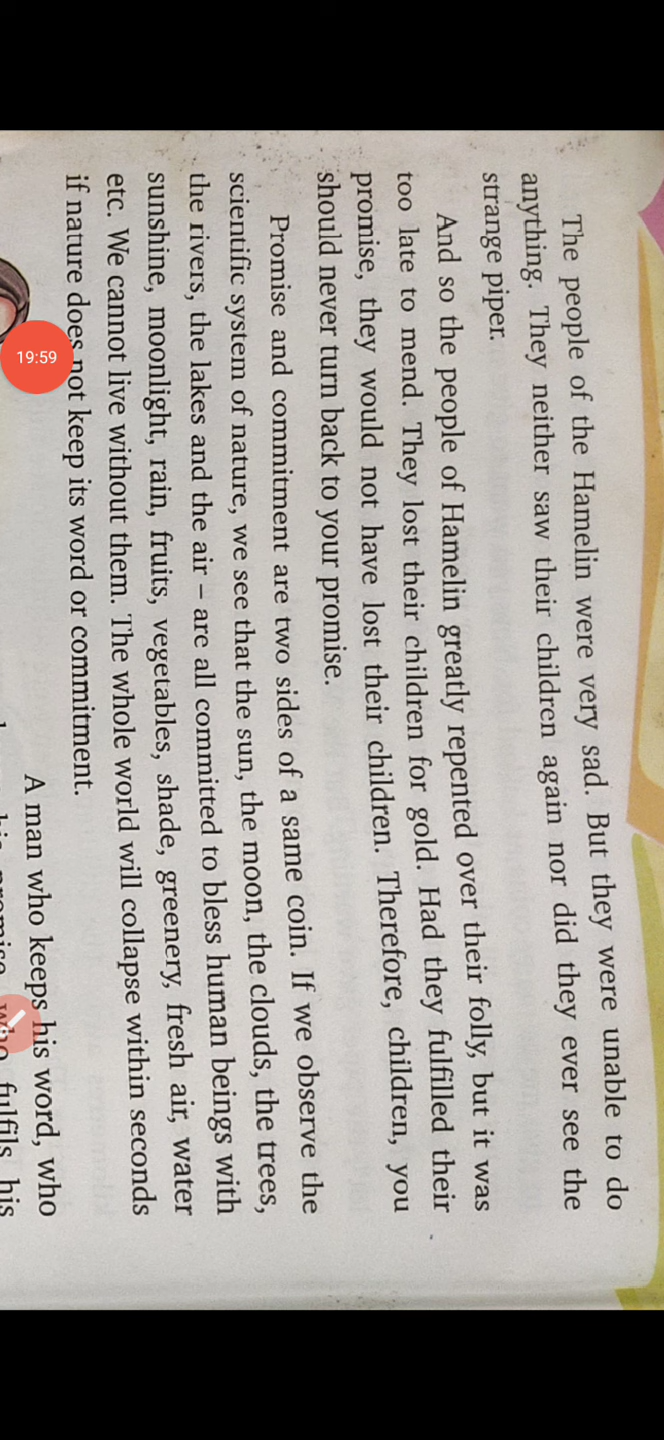 The people of the Hamelin were very sad. But they were unable to do
anything. They neither saw their children again nor did they ever see the
strange piper.
And so the people of Hamelin greatly repented over their folly, but it was
too late to mend. They lost their children for gold. Had they fulfilled their
promise, they would not have lost their children. Therefore, children, you
should never turn back to your promise.
Promise and commitment are two sides of a same coin. If we observe the
scientific system of nature, we see that the sun, the moon, the clouds, the trees,
the rivers, the lakes and the air – are all committed to bless human beings with
sunshine, moonlight, rain, fruits, vegetables, shade, greenery, fresh air, water
etc. We cannot live without them. The whole world will collapse within seconds
if nature does not keep its word or commitment.
A man who keeps his word, who
his promise, who fulfils his
19:59